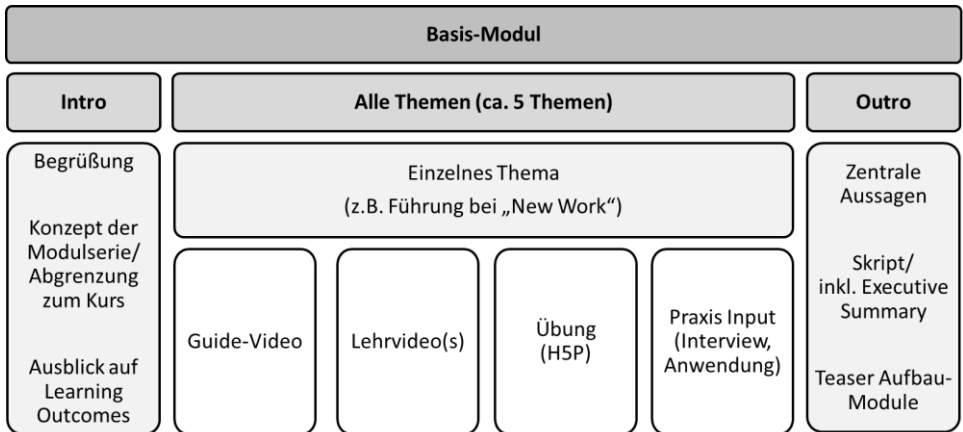 Basis-Modul
Intro
Alle Themen (ca. 5 Themen)
Outro
Begrüßung
Konzept der
Modulserie/
Abgrenzung
zum Kurs
Ausblick auf
Learning
Outcomes
Einzelnes Thema
(z.B. Führung bei „New Work“)
Guide-Video
Lehrvideo(s)
Übung
(H5P)
Praxis Input
(Interview,
Anwendung)
Zentrale
Aussagen
Skript/
inkl. Executive
Summary
Teaser Aufbau-
Module